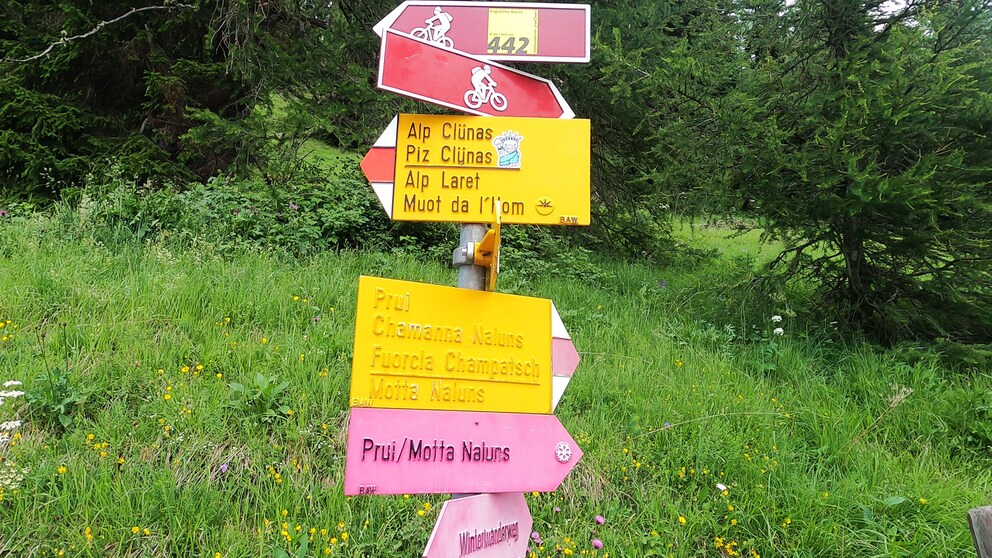 442
Alp Clünas
Piz Clünas
Alp Laret
Muot da l'Hom
BAW
Prui
Chamanna Naluns
Fuorcla Champatsch
Motta Naluns
BAW
Prui/Motta Naluns
BAW
Winterwanderweg